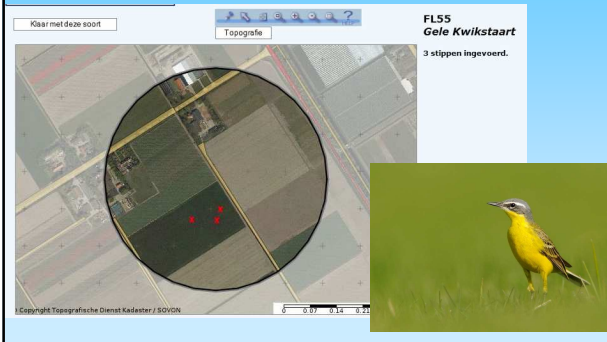 Klaar met deze soort
Topografie
?
FL55
Gele Kwikstaart
3 stippen ingevoerd.
Copyright Topografische Dienst Kadaster / SOVON
0 0.07 0.14 0.21